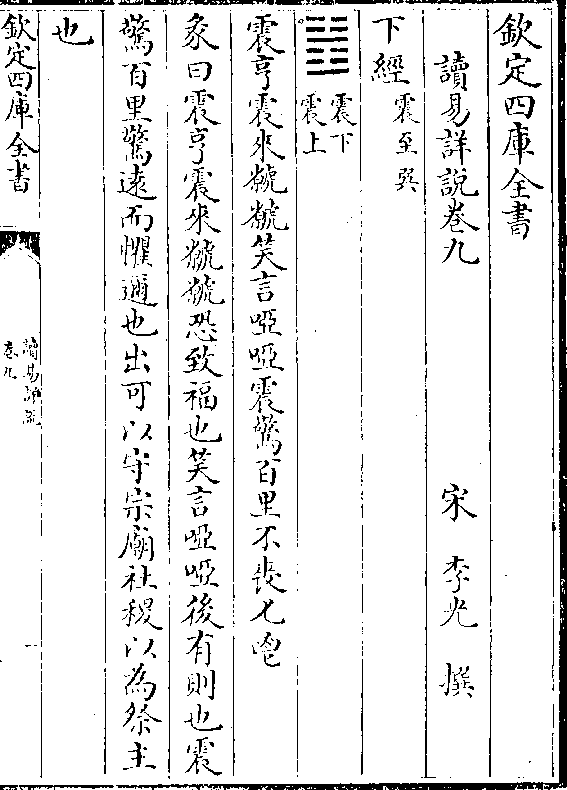 欽定四庫全書
讀易詳說卷九
宋 李光 撰
下經 震至巽
䷲ 震下
震上
震亨震來虩虩笑言啞啞震驚百里不喪匕鬯
彖曰震亨震來虩虩恐致福也笑言啞啞後有則也震
驚百里驚遠而懼邇也出可以守宗廟社稷以為祭主
也
欽定四庫全書
讀易詳說
卷九
一